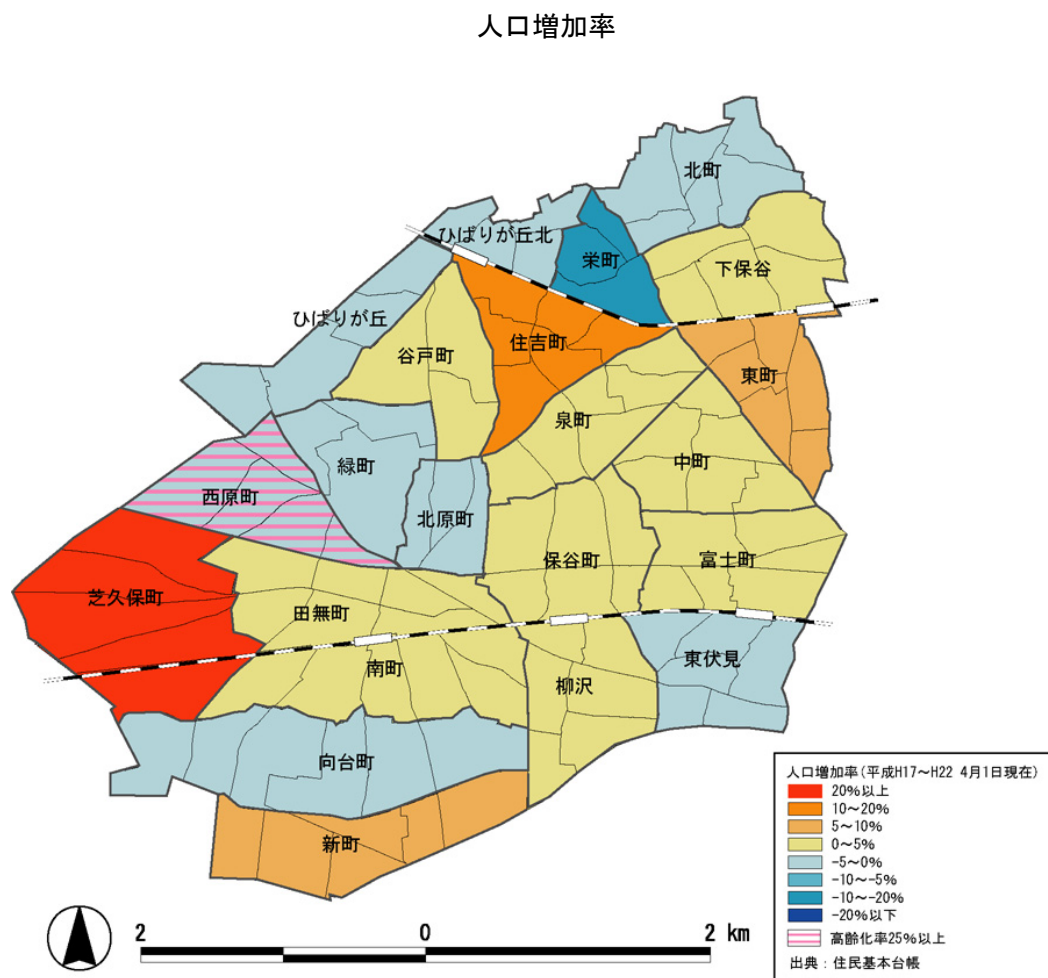 人口増加率
北町
ひばりが丘北
栄町
下保谷
ひばりが丘
谷戸町
住吉町
東町
泉町
緑町
中町
西原町
北原町
保谷町
富士町
芝久保町
田無町
東伏見
南町
柳沢
向台町
新町
人口増加率(平成H17～H22 4月1日現在)
20%以上
10～20%
5～10%
0～5%
-5～0%
-10～-5%
-10～-20%
-20%以下
高齢化率25%以上
出典：住民基本台帳
2 0 2 km